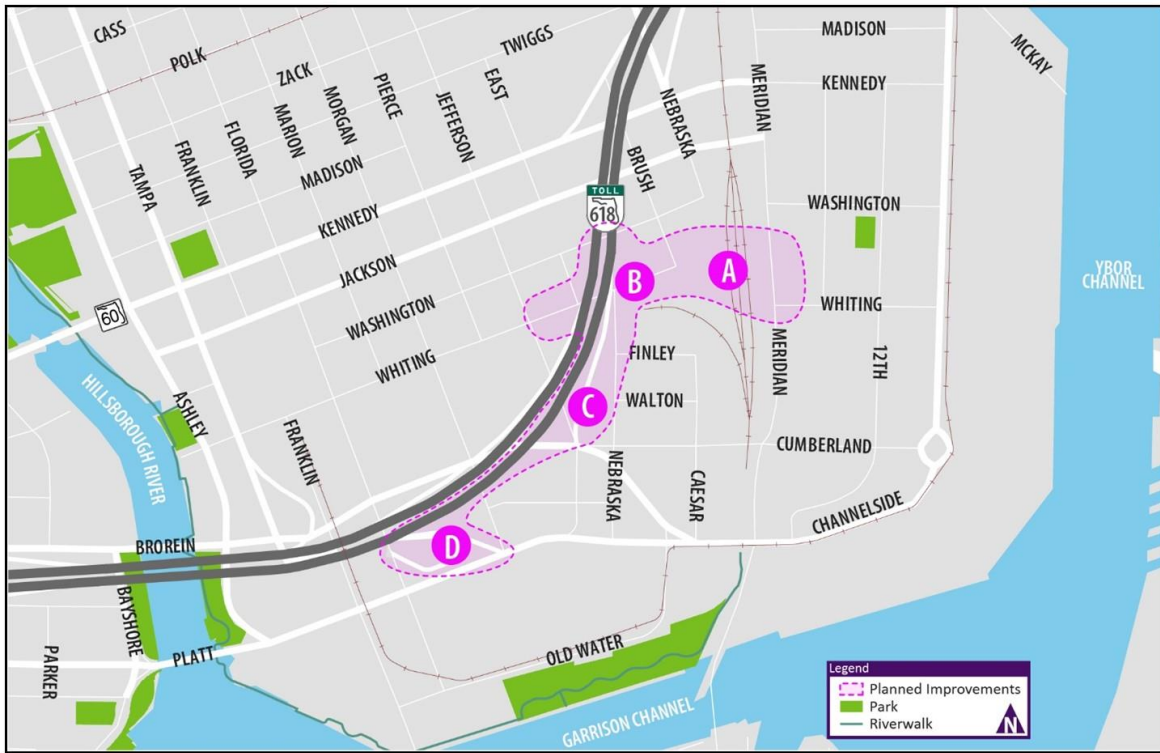 CASS
POLK
ZACK
TWIGGS
MADISON
MCKAY
KENNEDY
MERIDIAN
NEBRASKA
EAST
PIERCE
MORGAN
JEFFERSON
MARION
FLORIDA
FRANKLIN
TAMPA
MADISON
BRUSH
KENNEDY
TOLL
618
WASHINGTON
JACKSON
A
B
YBOR
CHANNEL
60
WASHINGTON
WHITING
WHITING
FINLEY
MERIDIAN
12TH
C
WALTON
HILLSBOROUGH RIVER
ASHLEY
FRANKLIN
CUMBERLAND
NEBRASKA
CAESAR
CHANNELSIDE
BROREIN
D
BAYSHORE
PARKER
PLATT
OLD WATER
GARRISON CHANNEL
Legend
Planned Improvements
Park
Riverwalk
N